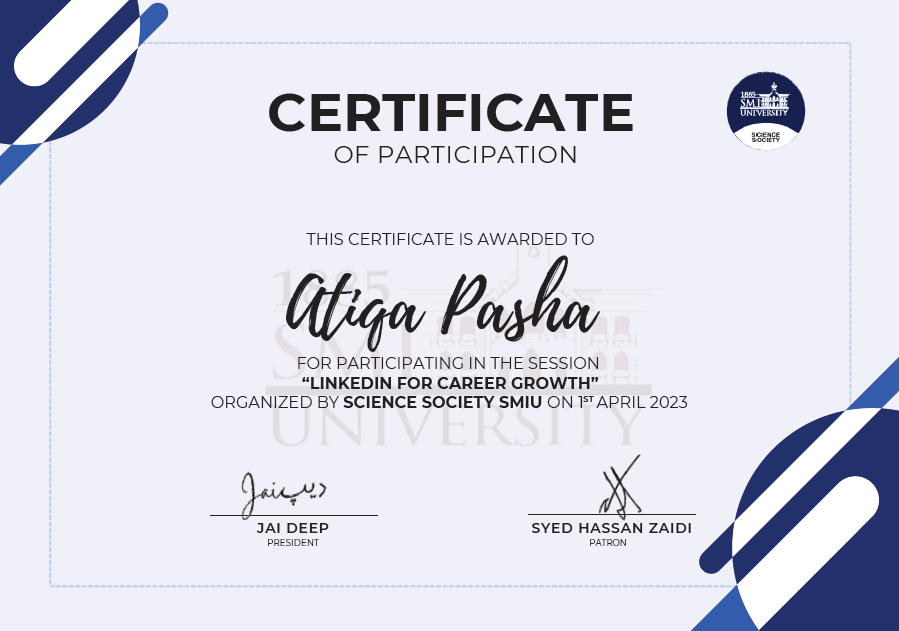 CERTIFICATE
OF PARTICIPATION
1885
SMI
UNIVERSITY
SCIENCE
SOCIETY
THIS CERTIFICATE IS AWARDED TO
1885
Atiqa Pasha
SMI
FOR PARTICIPATING IN THE SESSION
“LINKEDIN FOR CAREER GROWTH”
ORGANIZED BY SCIENCE SOCIETY SMIU ON 1ST APRIL 2023
UNIVERSITY
Jai دیپ
JAI DEEP
PRESIDENT
SYED HASSAN ZAIDI
PATRON